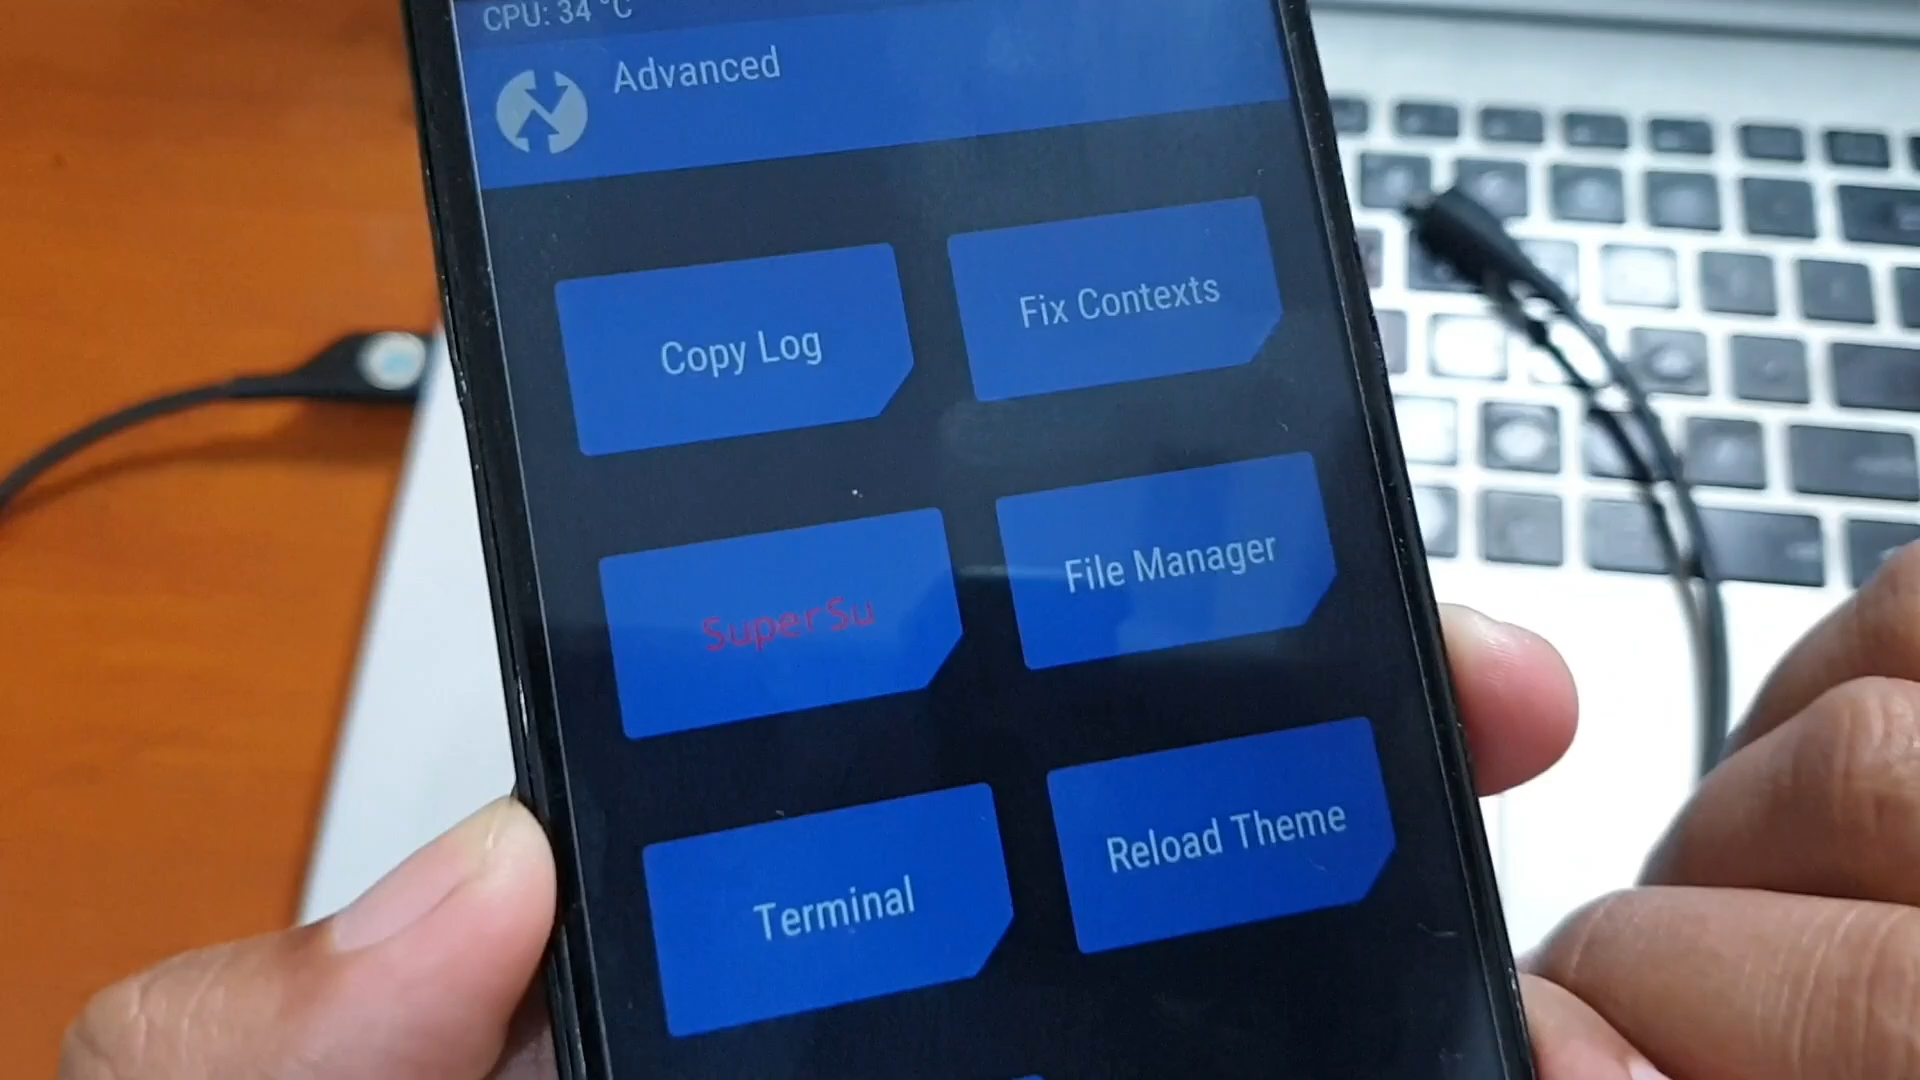 CPU: 34 °C
Advanced
Copy Log
Fix Contexts
SuperSu
File Manager
Terminal
Reload Theme